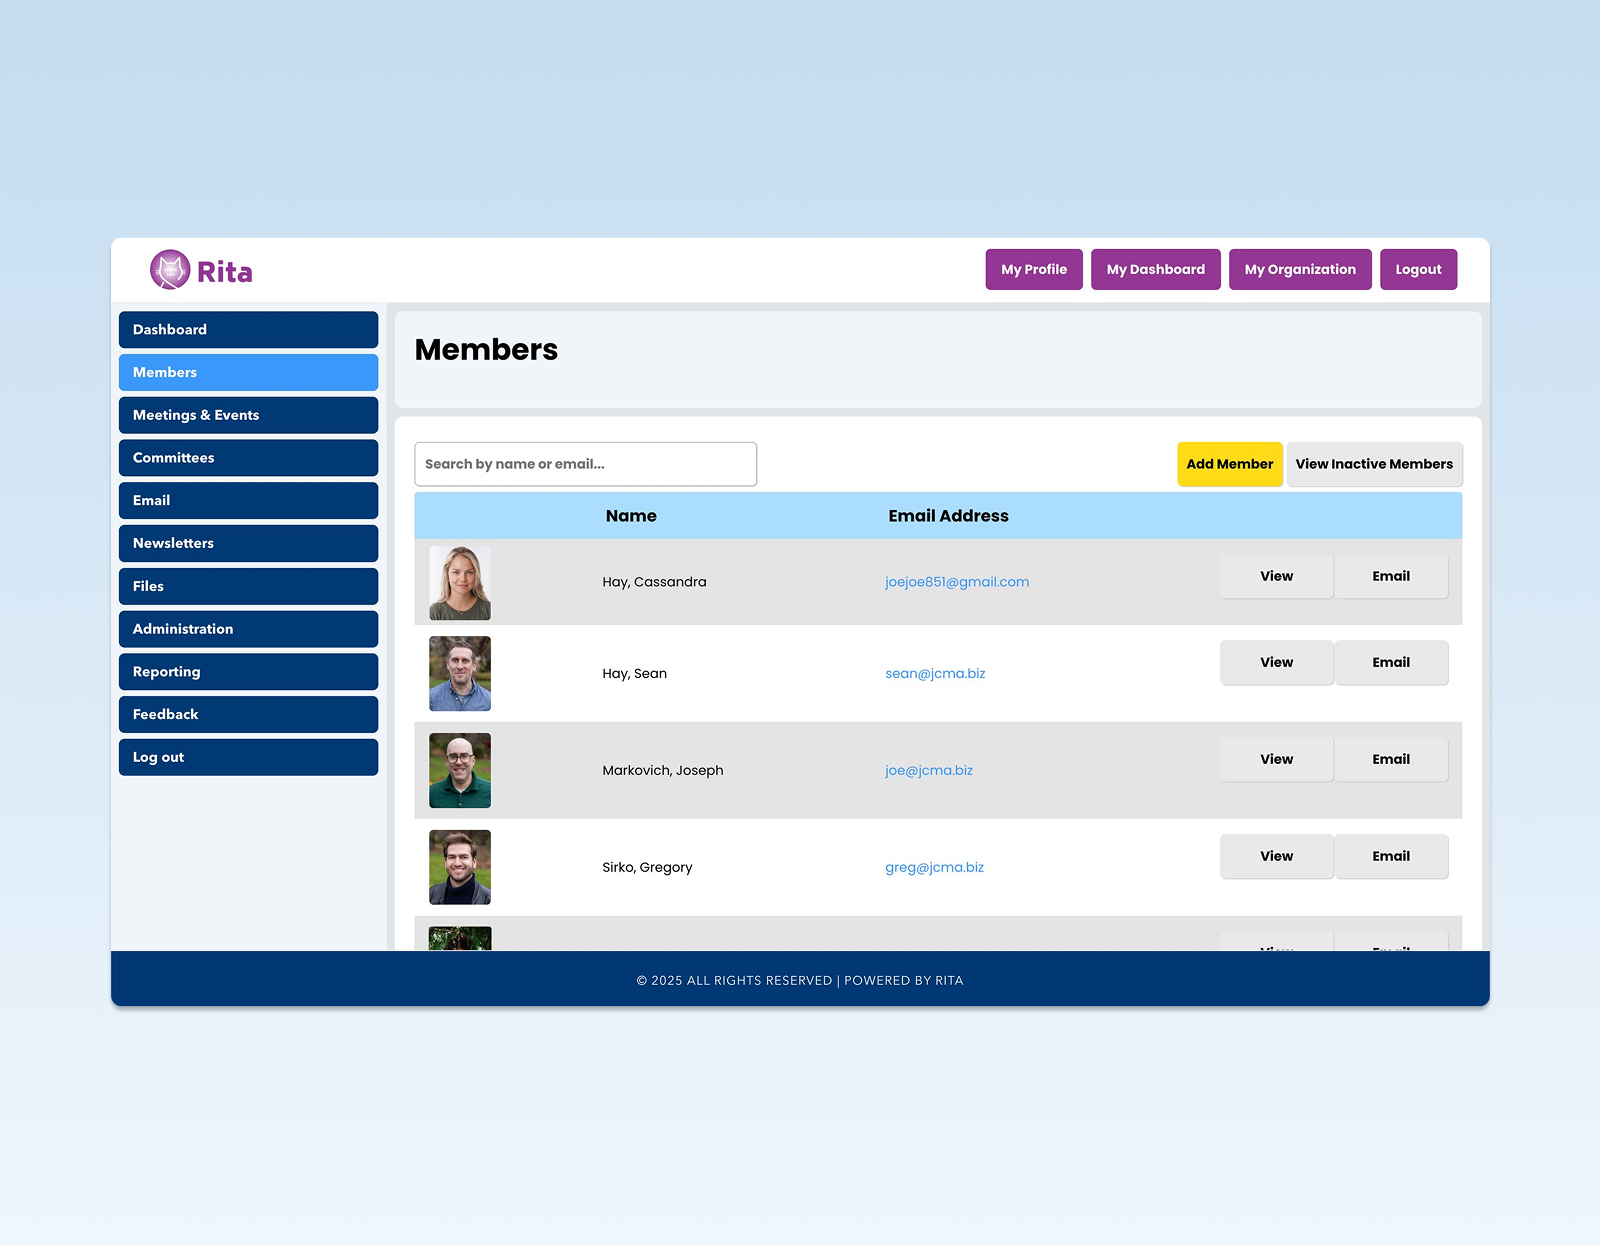 Rita
My Profile
My Dashboard
My Organization
Logout
Dashboard
Members
Meetings & Events
Committees
Email
Newsletters
Files
Administration
Reporting
Feedback
Log out
Members
Search by name or email...
Add Member
View Inactive Members
Name
Email Address
Hay, Cassandra
joejoe851@gmail.com
View
Email
Hay, Sean
sean@jcma.biz
View
Email
Markovich, Joseph
joe@jcma.biz
View
Email
Sirko, Gregory
greg@jcma.biz
View
Email
View
Email
© 2025 ALL RIGHTS RESERVED | POWERED BY RITA